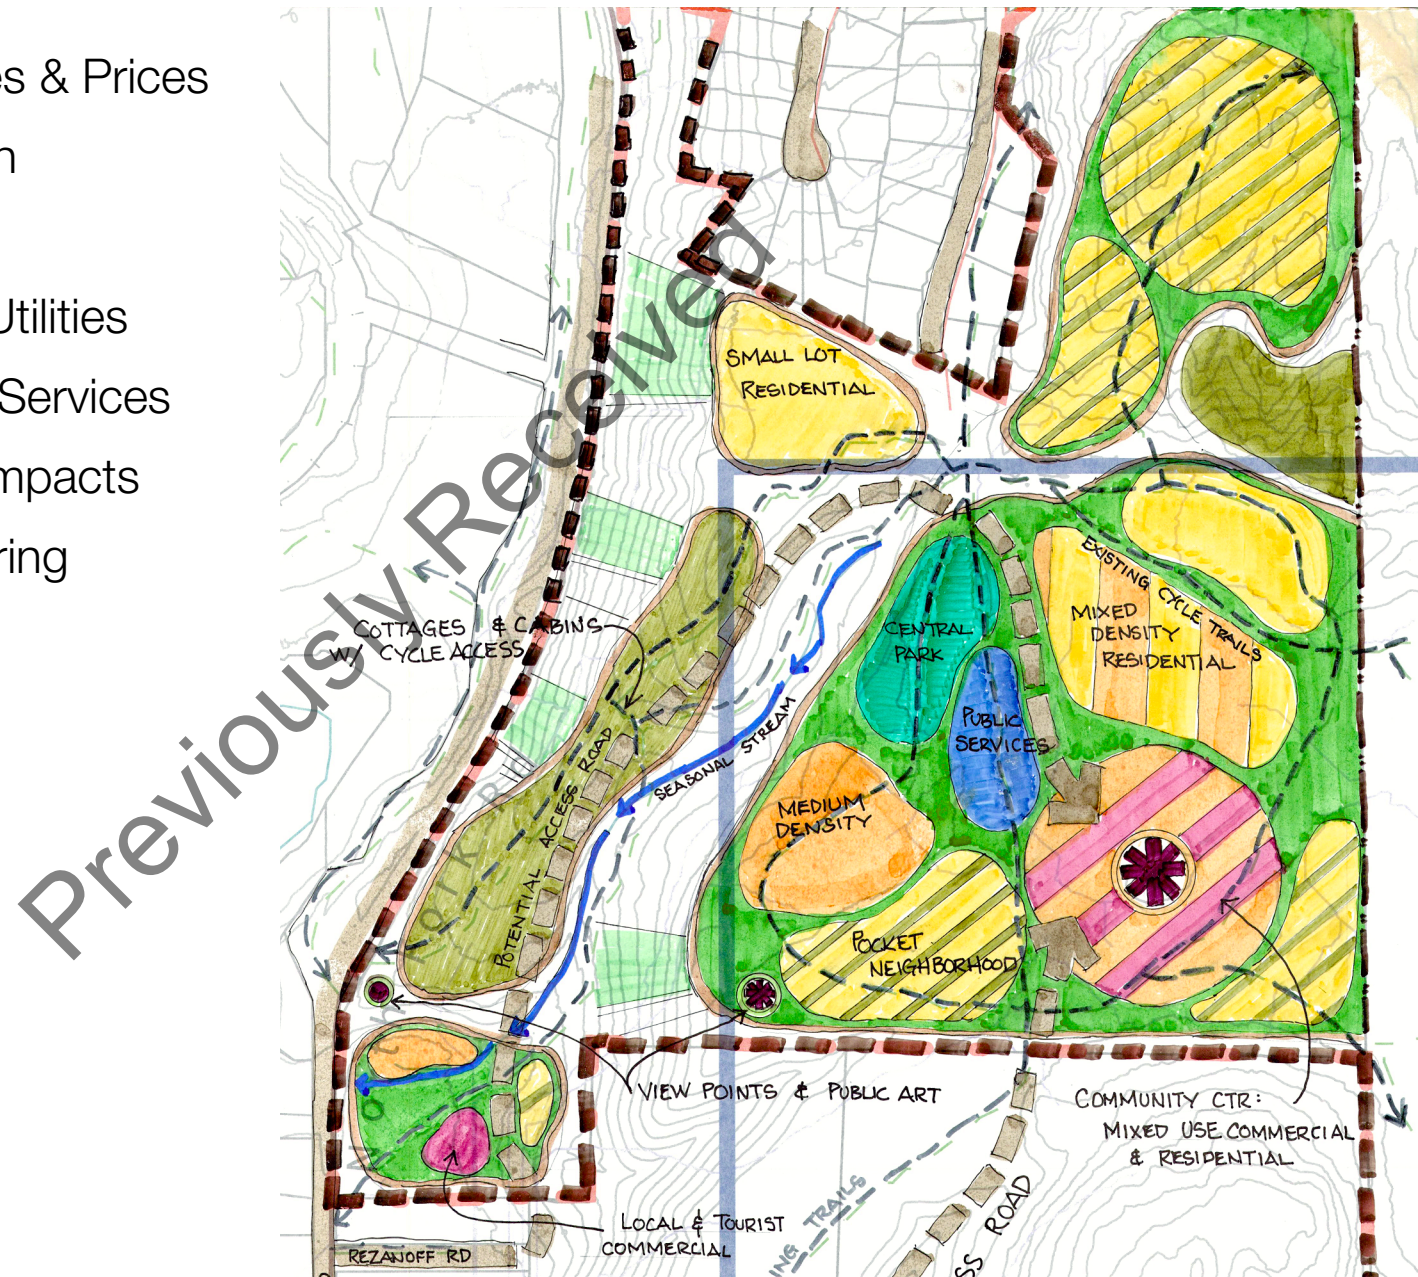 es & Prices
n
Utilities
Services
mpacts
ring
Previously Received
SMALL LOT
RESIDENTIAL
EXISTING CYCLE TRAILS
COTTAGES & CABINS
W/ CYCLE ACCESS
CENTRAL
PARK
MIXED
DENSITY
RESIDENTIAL
PUBLIC
SERVICES
SEASONAL STREAM
POTENTIAL ACCESS ROAD
MEDIUM
DENSITY
POCKET
NEIGHBORHOOD
VIEW POINTS & PUBLIC ART
COMMUNITY CTR:
MIXED USE COMMERCIAL
& RESIDENTIAL
LOCAL & TOURIST
COMMERCIAL
REZANOFF RD
ING TRAILS
SS ROAD